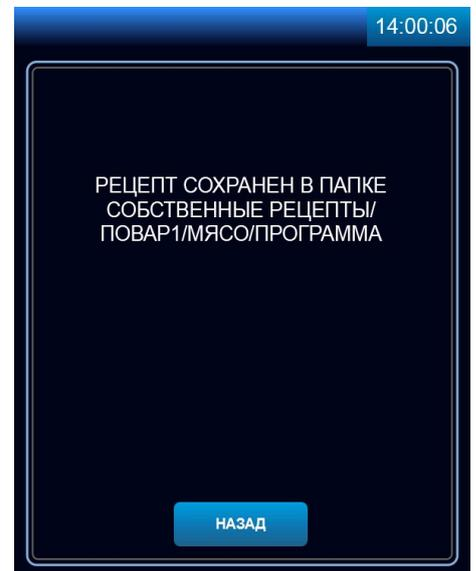 14:00:06
РЕЦЕПТ СОХРАНЕН В ПАПКЕ
СОБСТВЕННЫЕ РЕЦЕПТЫ/
ПОВАР1/МЯСО/ПРОГРАММА
НАЗАД